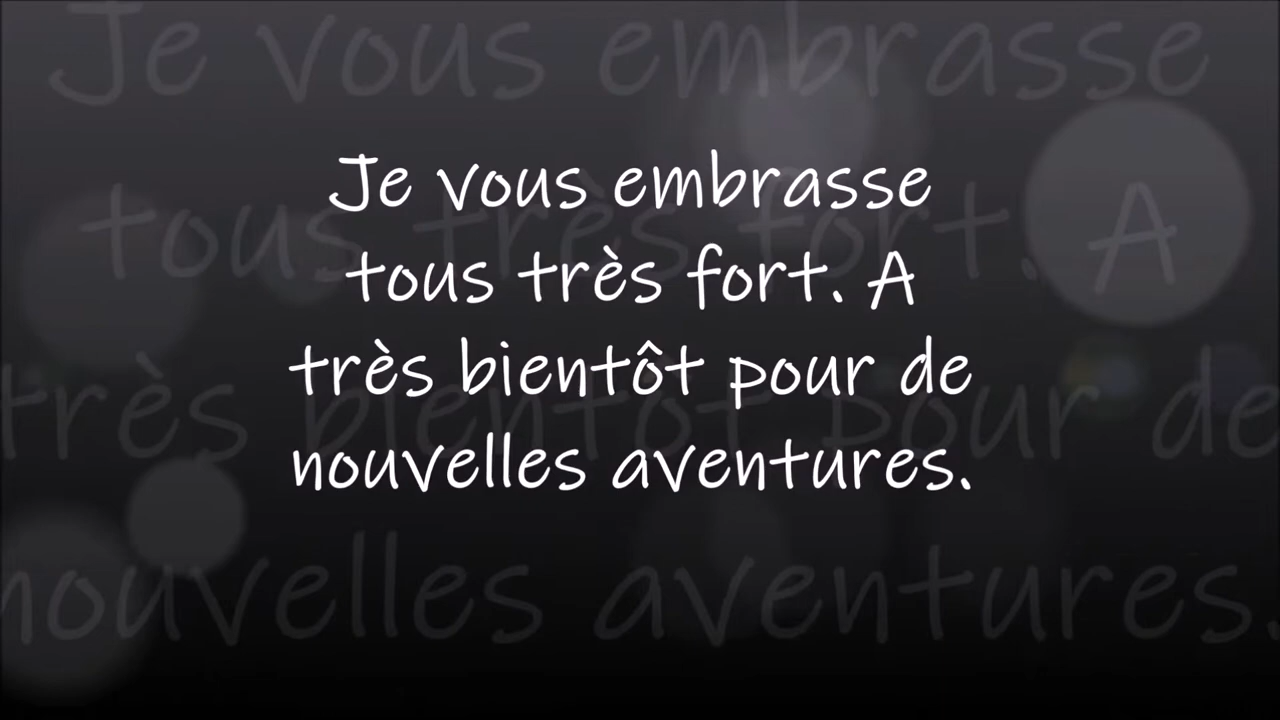 Je vous embrasse
tous très fort. A
très bientôt pour de
nouvelles aventures.